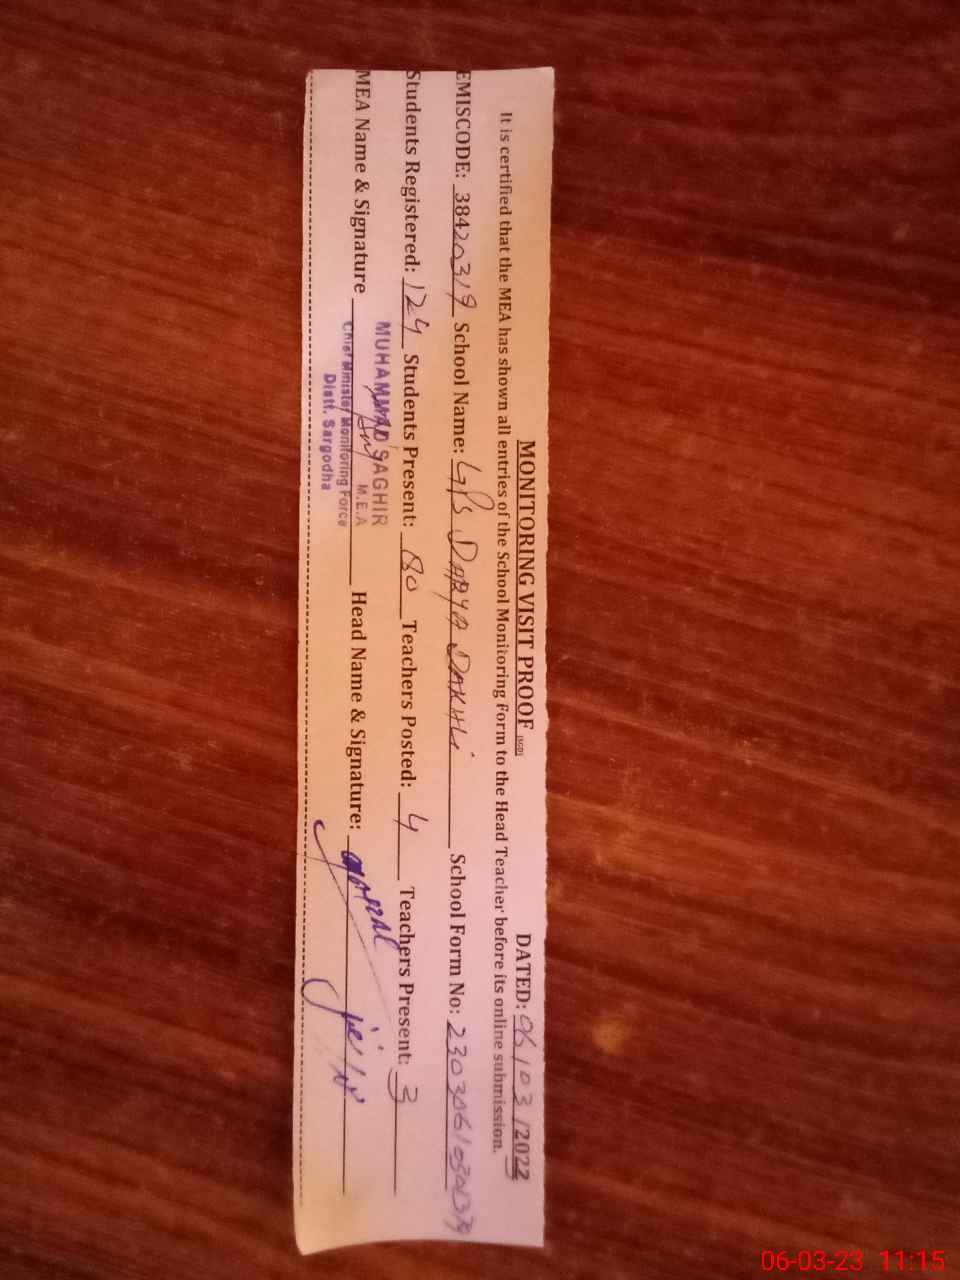 MONITORING VISIT PROOF (SGD) DATED: 06/03/2023
It is certified that the MEA has shown all entries of the School Monitoring Form to the Head Teacher before its online submission.
EMISCODE: 38420319 School Name: GPS DARYA DAKHLi School Form No:
Students Registered: 124 Students Present: 80 Teachers Posted: 4 Teachers Present: 3
MEA Name & Signature Head Name & Signature:
MUHAMMAD SAGHIR
M.E.A
Chief Minister Monitoring Force
Distt. Sargodha
06-03-23 11:15